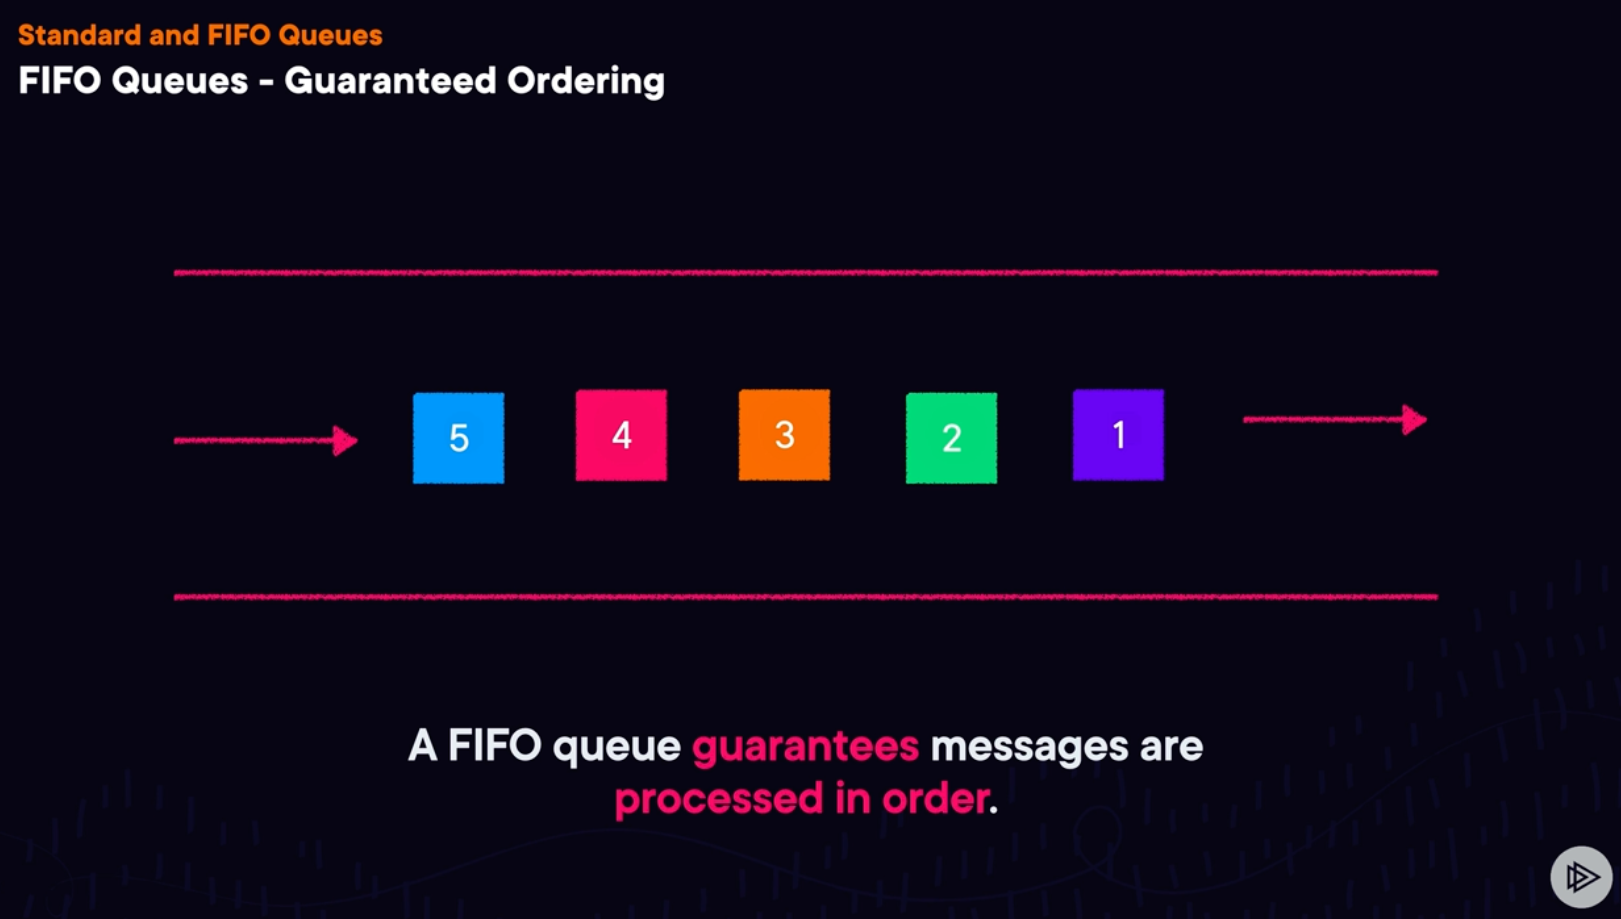 Standard and FIFO Queues
FIFO Queues - Guaranteed Ordering
5 4 3 2 1
A FIFO queue guarantees messages are
processed in order.